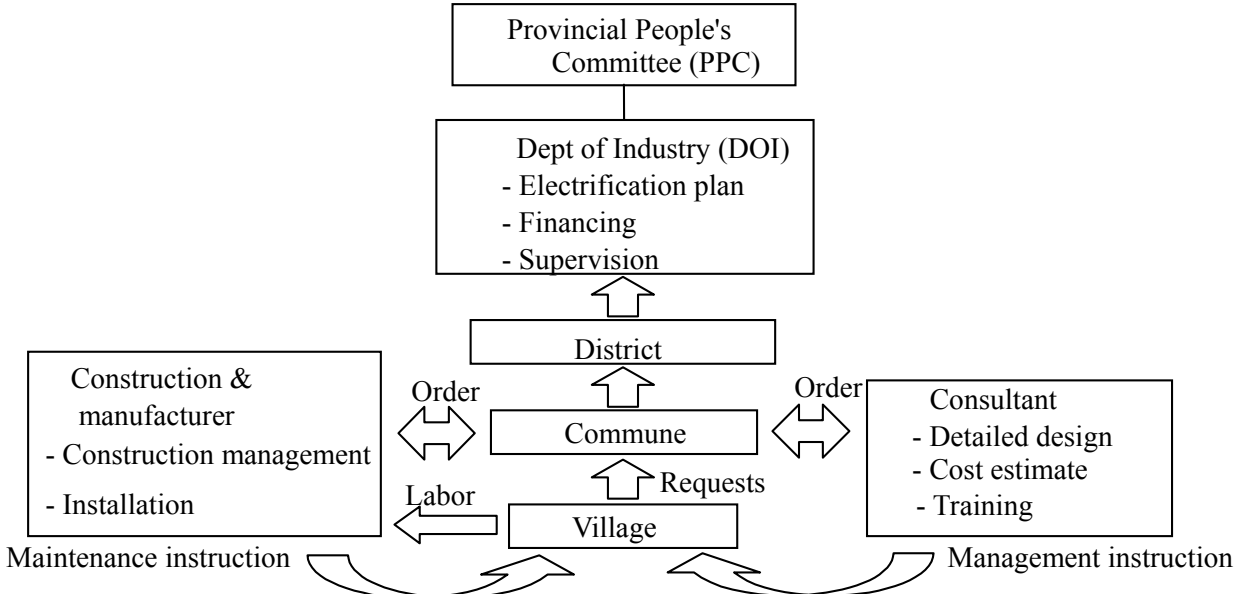 Provincial People's
Committee (PPC)
Dept of Industry (DOI)
- Electrification plan
- Financing
- Supervision
District
Construction &
manufacturer
- Construction management
- Installation
Order
Commune
Order
Consultant
- Detailed design
- Cost estimate
- Training
Requests
Labor
Village
Maintenance instruction
Management instruction